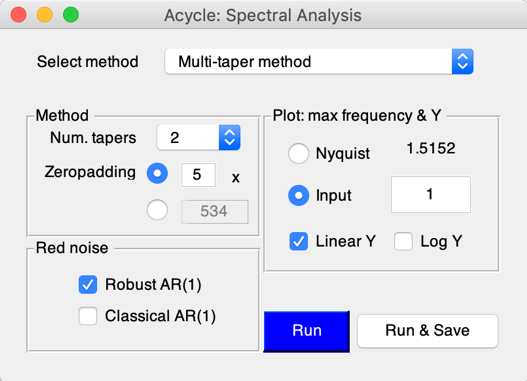 Acycle: Spectral Analysis
Select method Multi-taper method
Method
Num. tapers 2
Zeropadding 5 x
534
Plot: max frequency & Y
Nyquist 1.5152
Input 1
Linear Y Log Y
Red noise
Robust AR(1)
Classical AR(1)
Run Run & Save